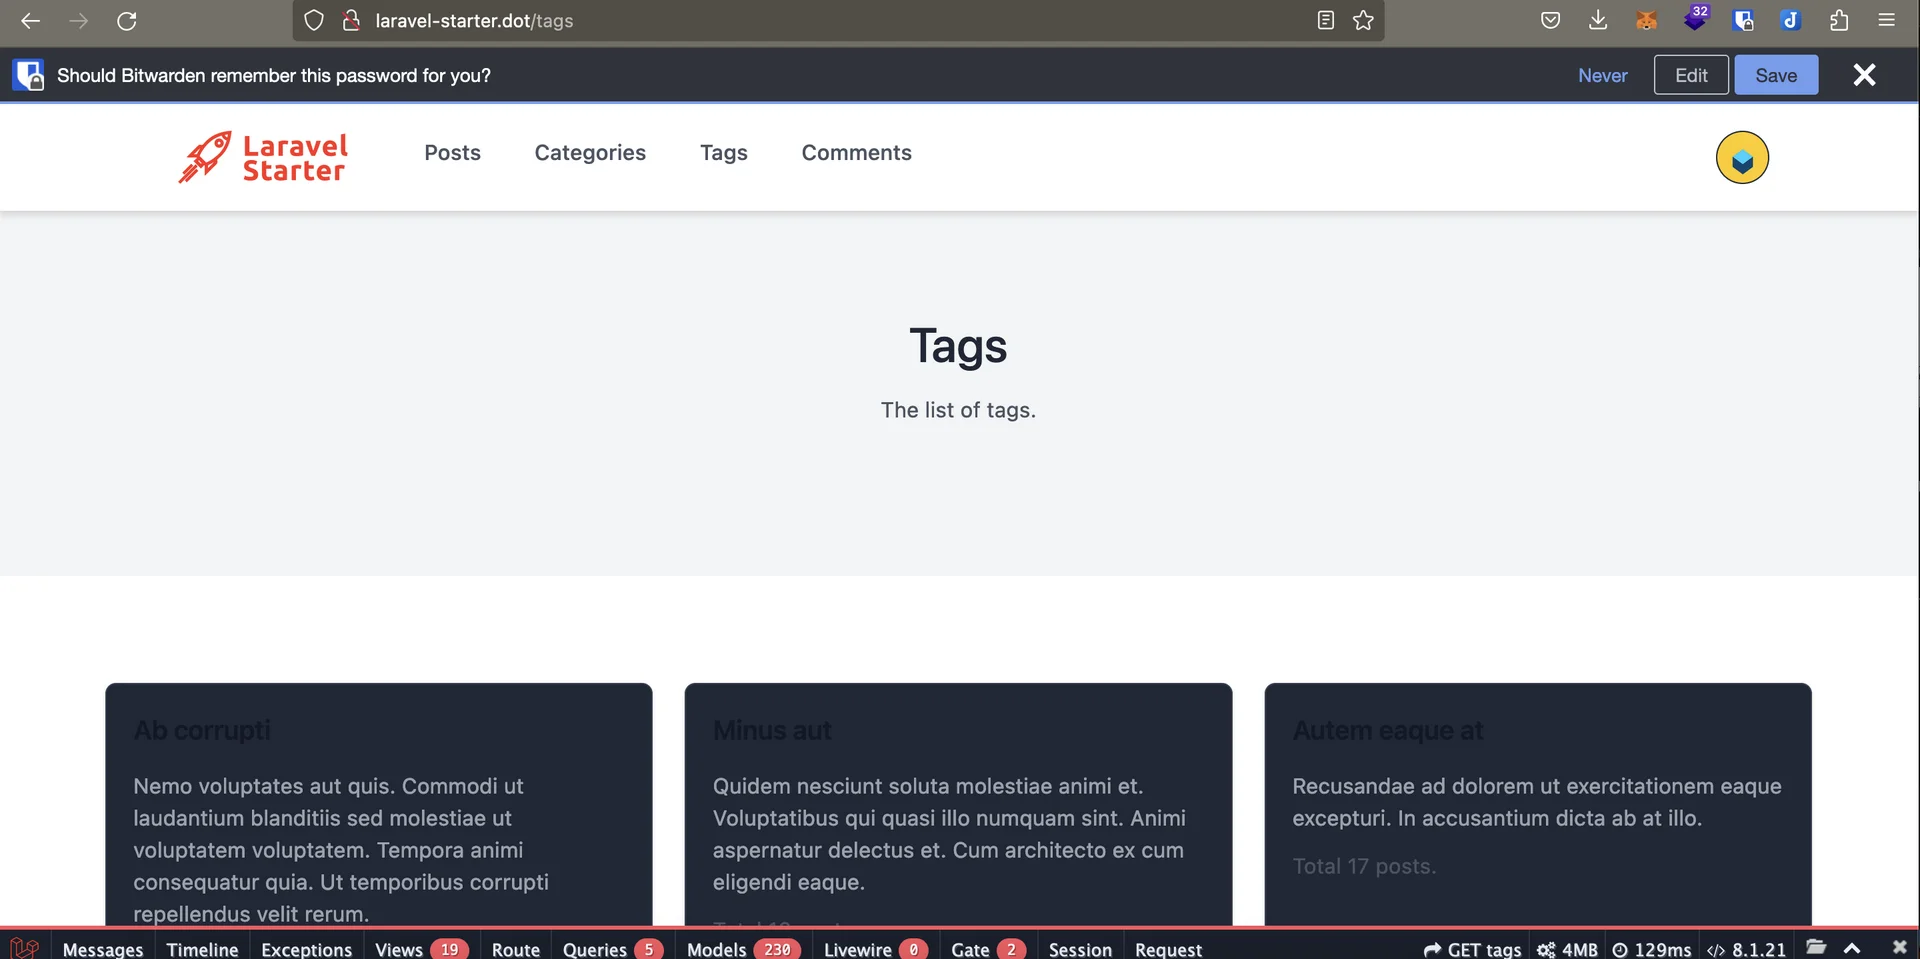 laravel-starter.dot/tags
32
Should Bitwarden remember this password for you?
Never
Edit
Save
Laravel
Starter
Posts
Categories
Tags
Comments
Tags
The list of tags.
Ab corrupti
Nemo voluptates aut quis. Commodi ut
laudantium blanditiis sed molestiae ut
voluptatem voluptatem. Tempora animi
consequatur quia. Ut temporibus corrupti
repellendus velit rerum.
Minus aut
Quidem nesciunt soluta molestiae animi et.
Voluptatibus qui quasi illo numquam sint. Animi
aspernatur delectus et. Cum architecto ex cum
eligendi eaque.
Autem eaque at
Recusandae ad dolorem ut exercitationem eaque
excepturi. In accusantium dicta ab at illo.
Total 17 posts.
Messages Timeline Exceptions Views 19 Route Queries 5 Models 230 Livewire 0 Gate 2 Session Request GET tags 4MB 129ms 8.1.21